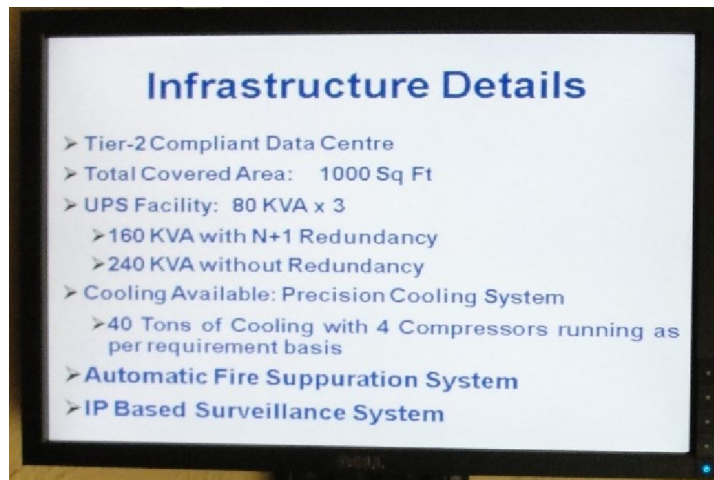 Infrastructure Details
➢ Tier-2 Compliant Data Centre
➢ Total Covered Area: 1000 Sq Ft
➢ UPS Facility: 80 KVA x 3
➢160 KVA with N+1 Redundancy
➢240 KVA without Redundancy
➢ Cooling Available: Precision Cooling System
➢40 Tons of Cooling with 4 Compressors running as
per requirement basis
➢Automatic Fire Suppuration System
➢IP Based Surveillance System
DELL